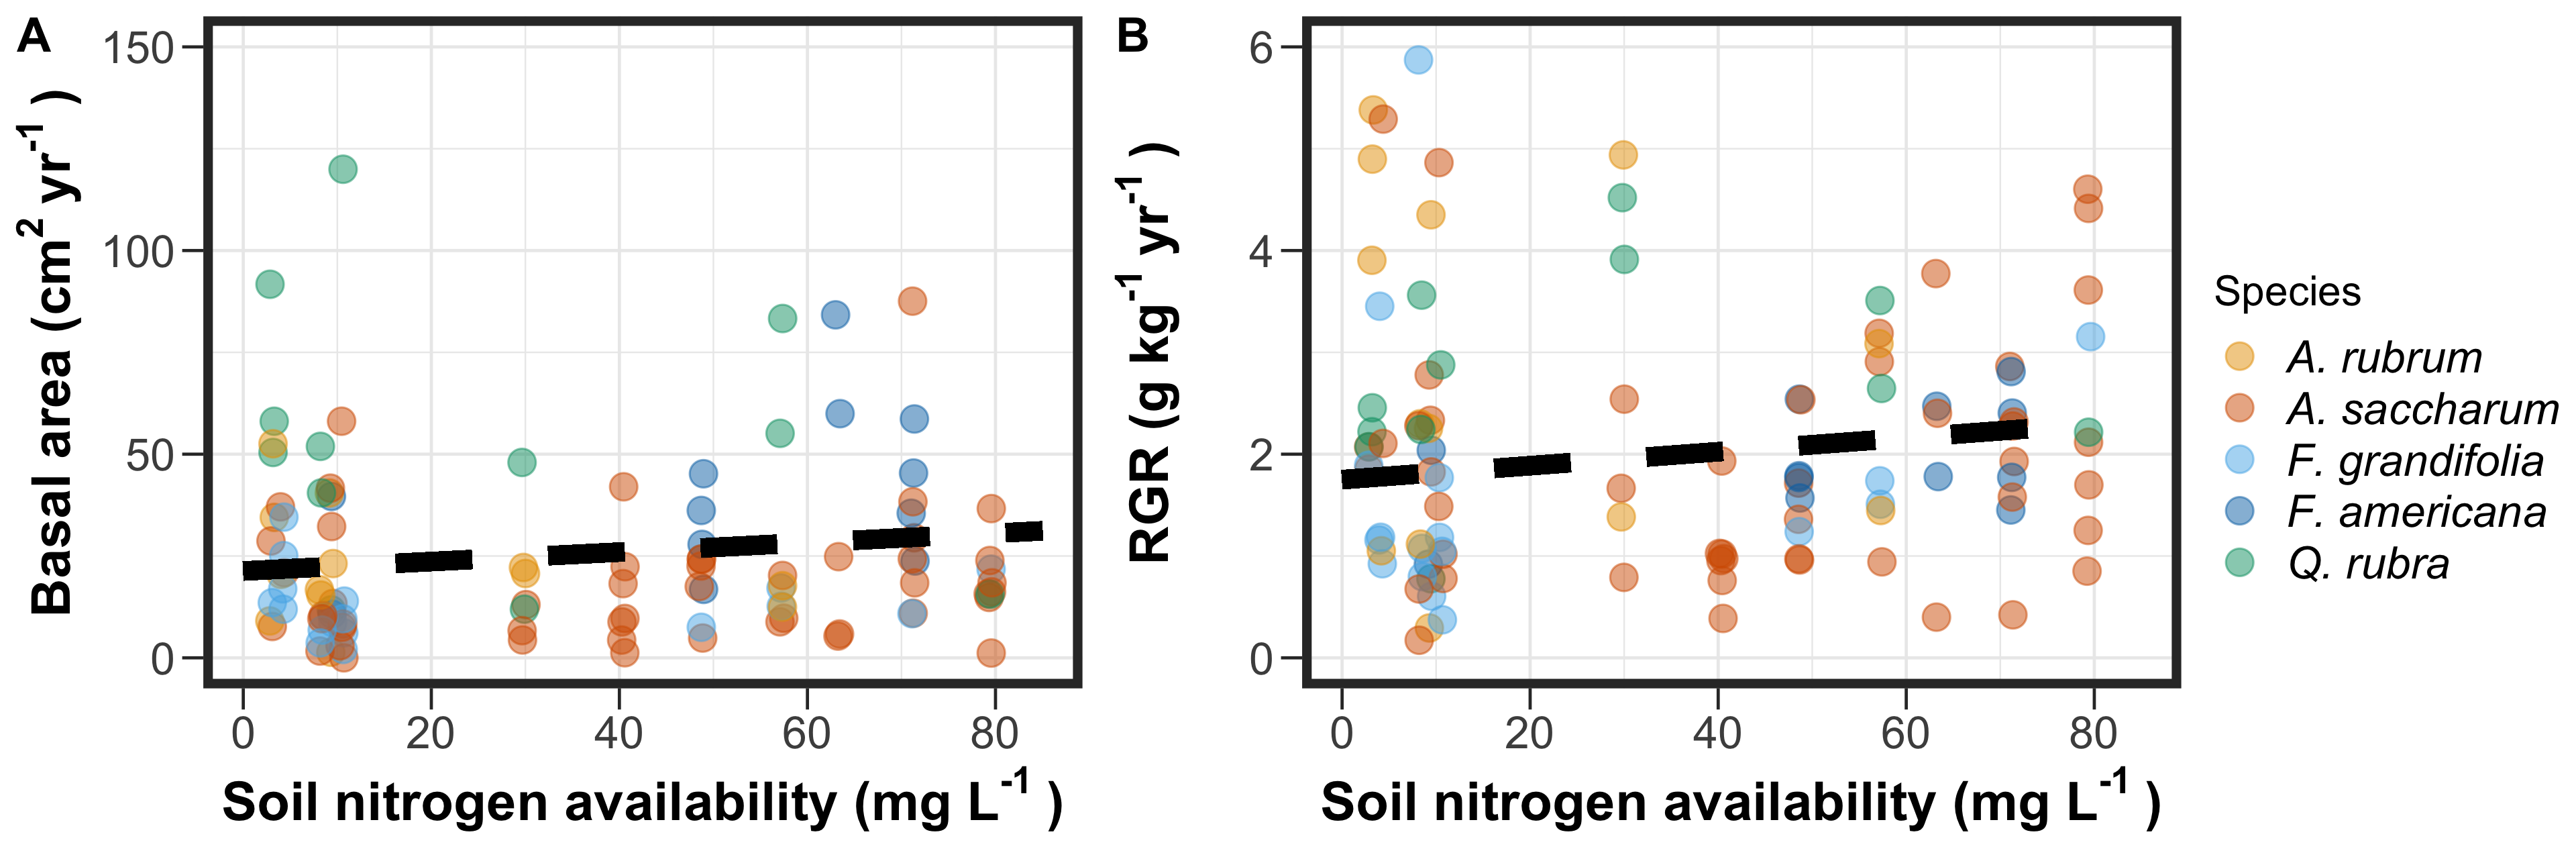 A
Basal area (cm² yr⁻¹ )
150
100
50
0
0 20 40 60 80
Soil nitrogen availability (mg L⁻¹ )
B
RGR (g kg⁻¹ yr⁻¹ )
6
4
2
0
0 20 40 60 80
Soil nitrogen availability (mg L⁻¹ )
Species
A. rubrum
A. saccharum
F. grandifolia
F. americana
Q. rubra